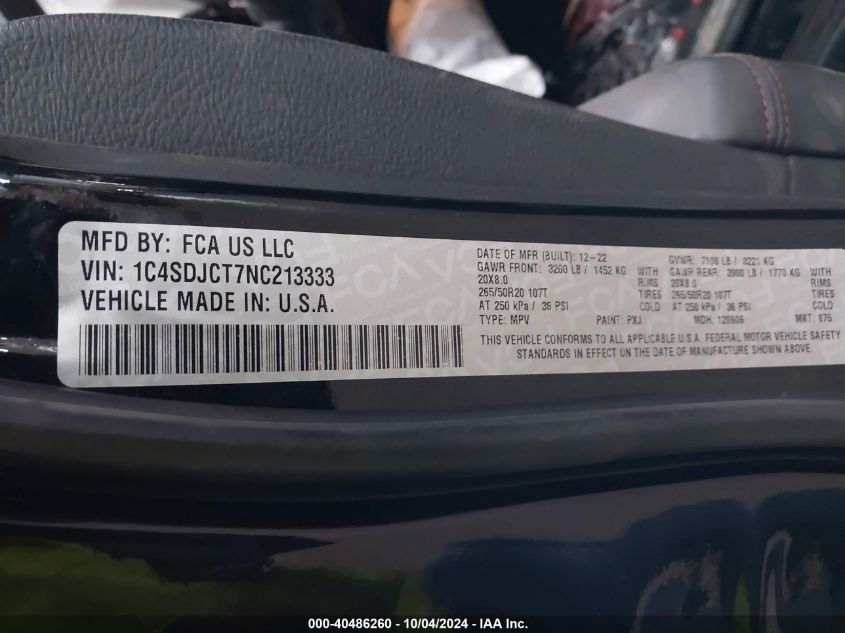 MFD BY: FCA US LLC
VIN: 1C4SDJCT7NC213333
VEHICLE MADE IN: U.S.A.
DATE OF MFR (BUILT): 12-22 GVWR: 7100 LB / 3221 KG
GAWR FRONT: 3200 LB / 1452 KG WITH GAWR REAR: 3900 LB / 1770 KG WITH
20X8.0 RIMS 20X8.0 RIMS
265/50R20 107T TIRES 265/50R20 107T TIRES
AT 250 kPa / 36 PSI COLD AT 250 kPa / 36 PSI COLD
TYPE: MPV PAINT: PXJ MDH: 120906 MKT: 875
THIS VEHICLE CONFORMS TO ALL APPLICABLE U.S.A. FEDERAL MOTOR VEHICLE SAFETY
STANDARDS IN EFFECT ON THE DATE OF MANUFACTURE SHOWN ABOVE.
000-40486260 - 10/04/2024 - IAA Inc.